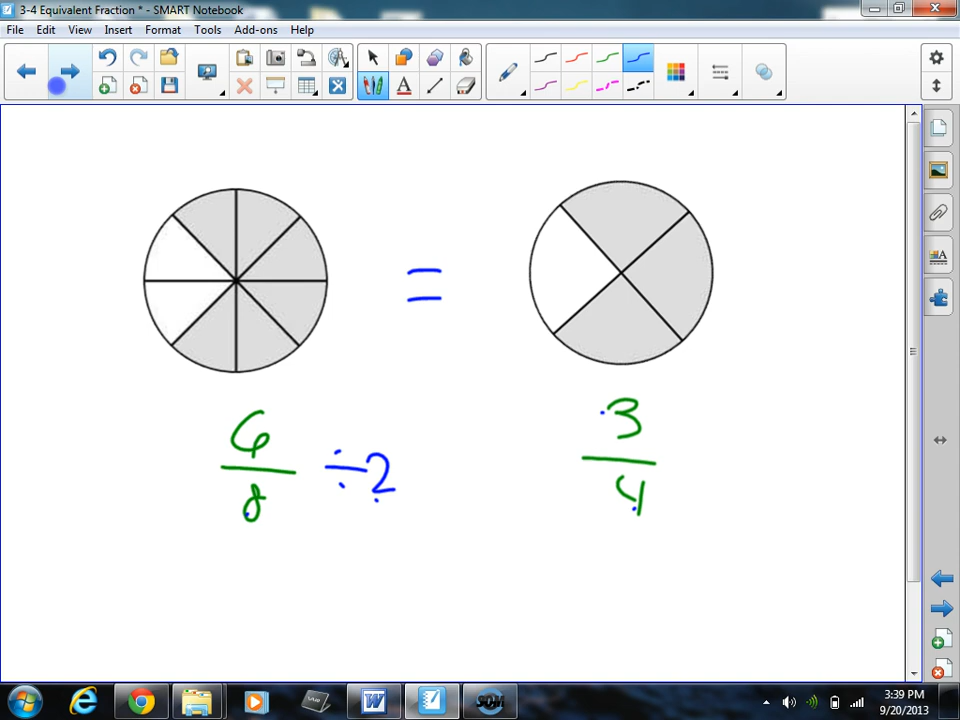 3-4 Equivalent Fraction * - SMART Notebook
File Edit View Insert Format Tools Add-ons Help
=
6/8 ÷2
3/4
3:39 PM
9/20/2013